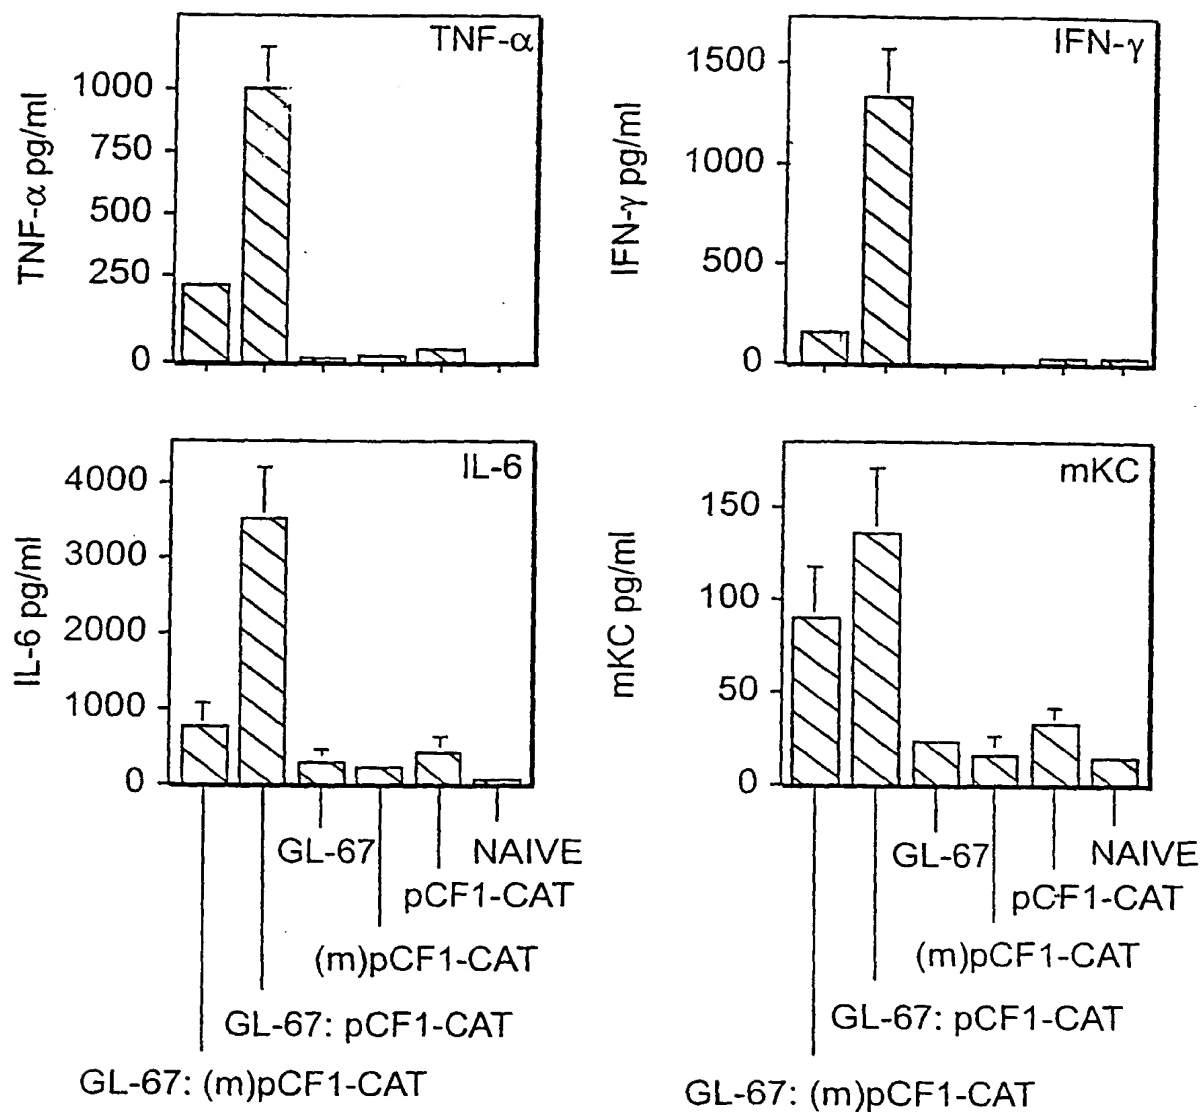 TNF-α
TNF-α pg/ml
1000
750
500
250
0
IFN-γ
IFN-γ pg/ml
1500
1000
500
0
IL-6
IL-6 pg/ml
4000
3000
2000
1000
0
GL-67
NAIVE
pCF1-CAT
(m)pCF1-CAT
GL-67: pCF1-CAT
GL-67: (m)pCF1-CAT
mKC
mKC pg/ml
150
100
50
0
GL-67
NAIVE
pCF1-CAT
(m)pCF1-CAT
GL-67: pCF1-CAT
GL-67: (m)pCF1-CAT